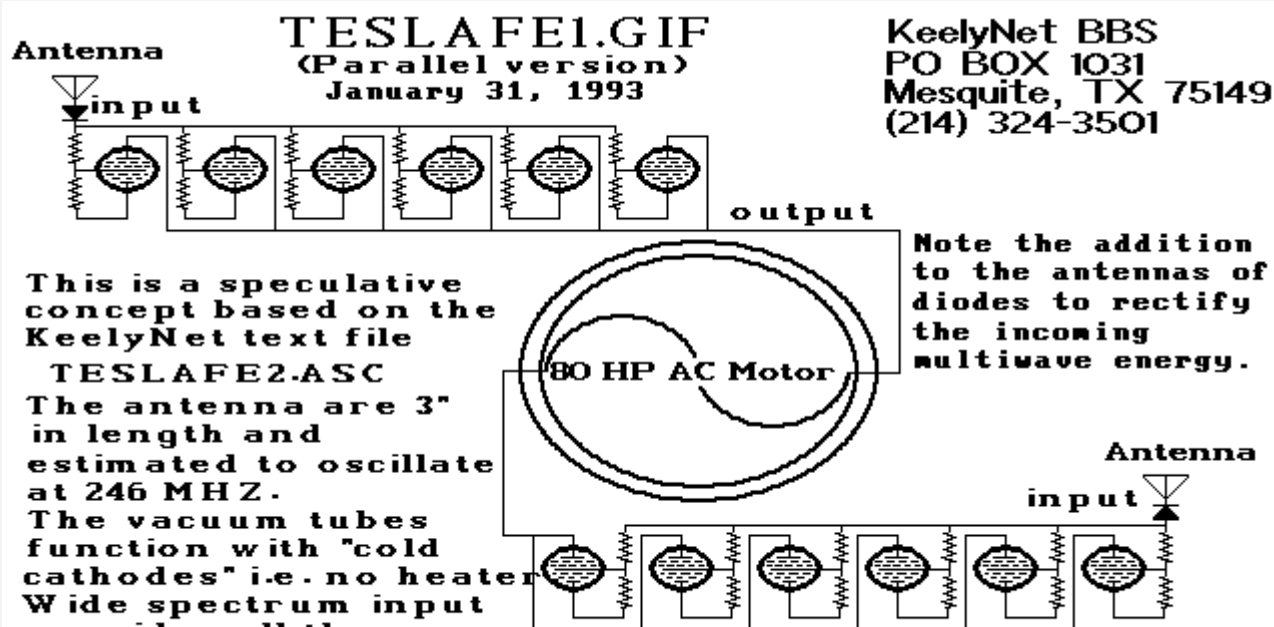 TESLAFE1.GIF
(Parallel version)
January 31, 1993
KeelyNet BBS
PO BOX 1031
Mesquite, TX 75149
(214) 324-3501
Antenna
input
output
Note the addition
to the antennas of
diodes to rectify
the incoming
multiwave energy.
This is a speculative
concept based on the
KeelyNet text file
TESLAFE2.ASC
The antenna are 3"
in length and
estimated to oscillate
at 246 MHZ.
The vacuum tubes
function with "cold
cathodes" i.e. no heater
Wide spectrum input
80 HP AC Motor
Antenna
input